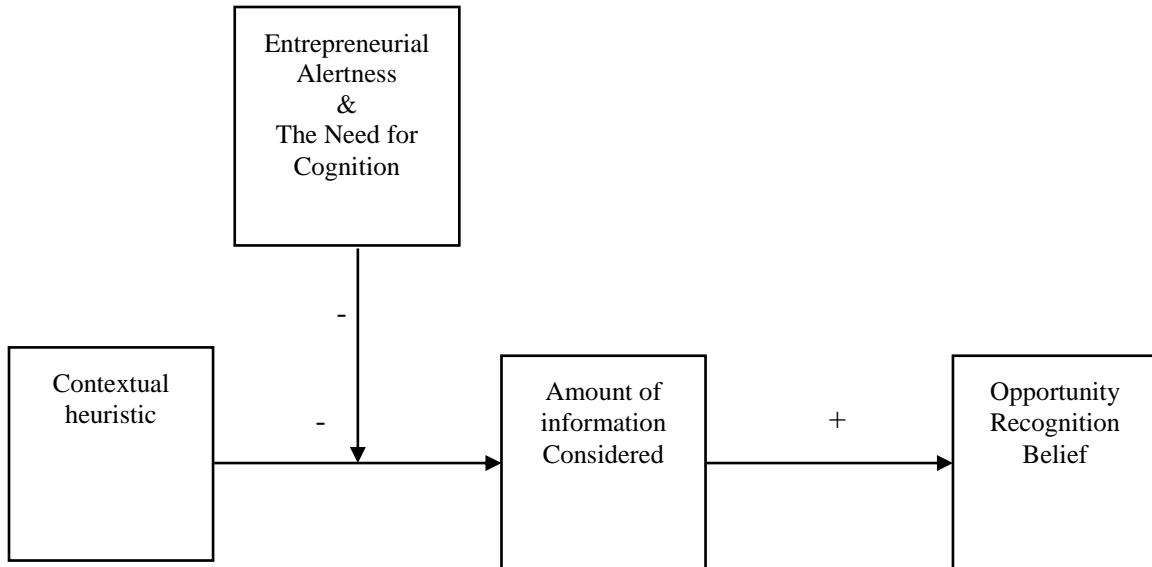 Entrepreneurial
Alertness
&
The Need for
Cognition
-
Contextual
heuristic
-
Amount of
information
Considered
+
Opportunity
Recognition
Belief